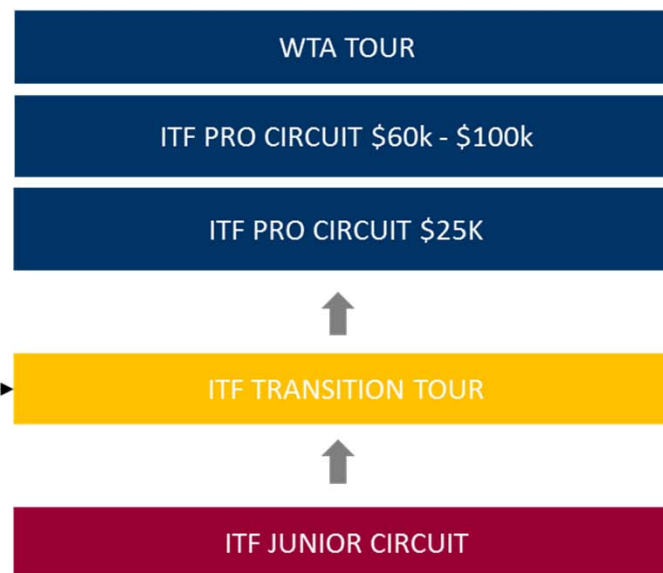 WTA TOUR
ITF PRO CIRCUIT $60k - $100k
ITF PRO CIRCUIT $25K
ITF TRANSITION TOUR
ITF JUNIOR CIRCUIT